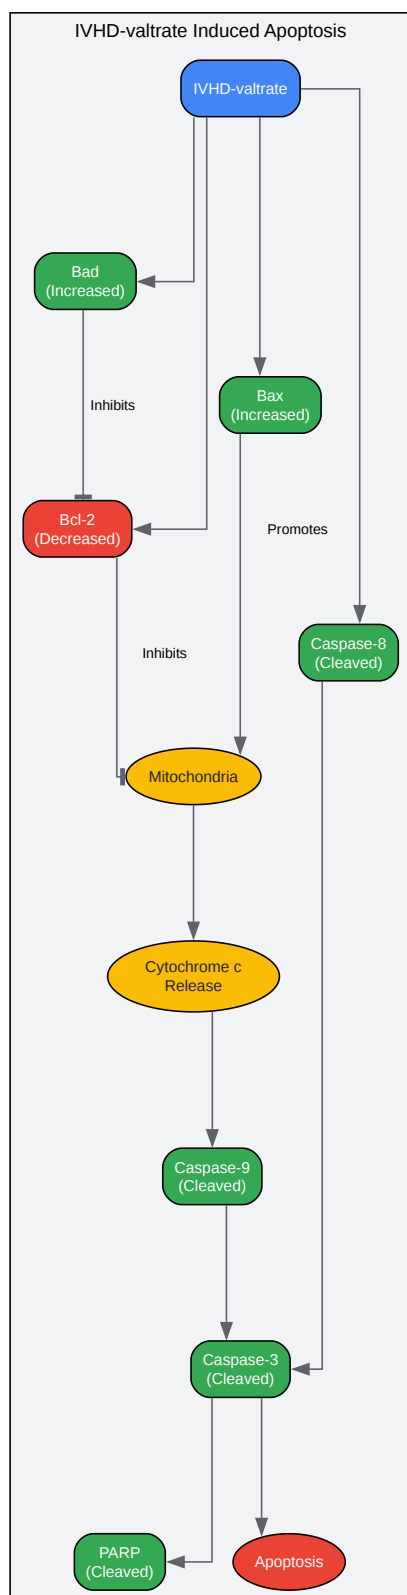 IVHD-valtrate Induced Apoptosis
IVHD-valtrate
Bad
(Increased)
Inhibits
Bax
(Increased)
Bcl-2
(Decreased)
Promotes
Inhibits
Caspase-8
(Cleaved)
Mitochondria
Cytochrome c
Release
Caspase-9
(Cleaved)
Caspase-3
(Cleaved)
PARP
(Cleaved)
Apoptosis